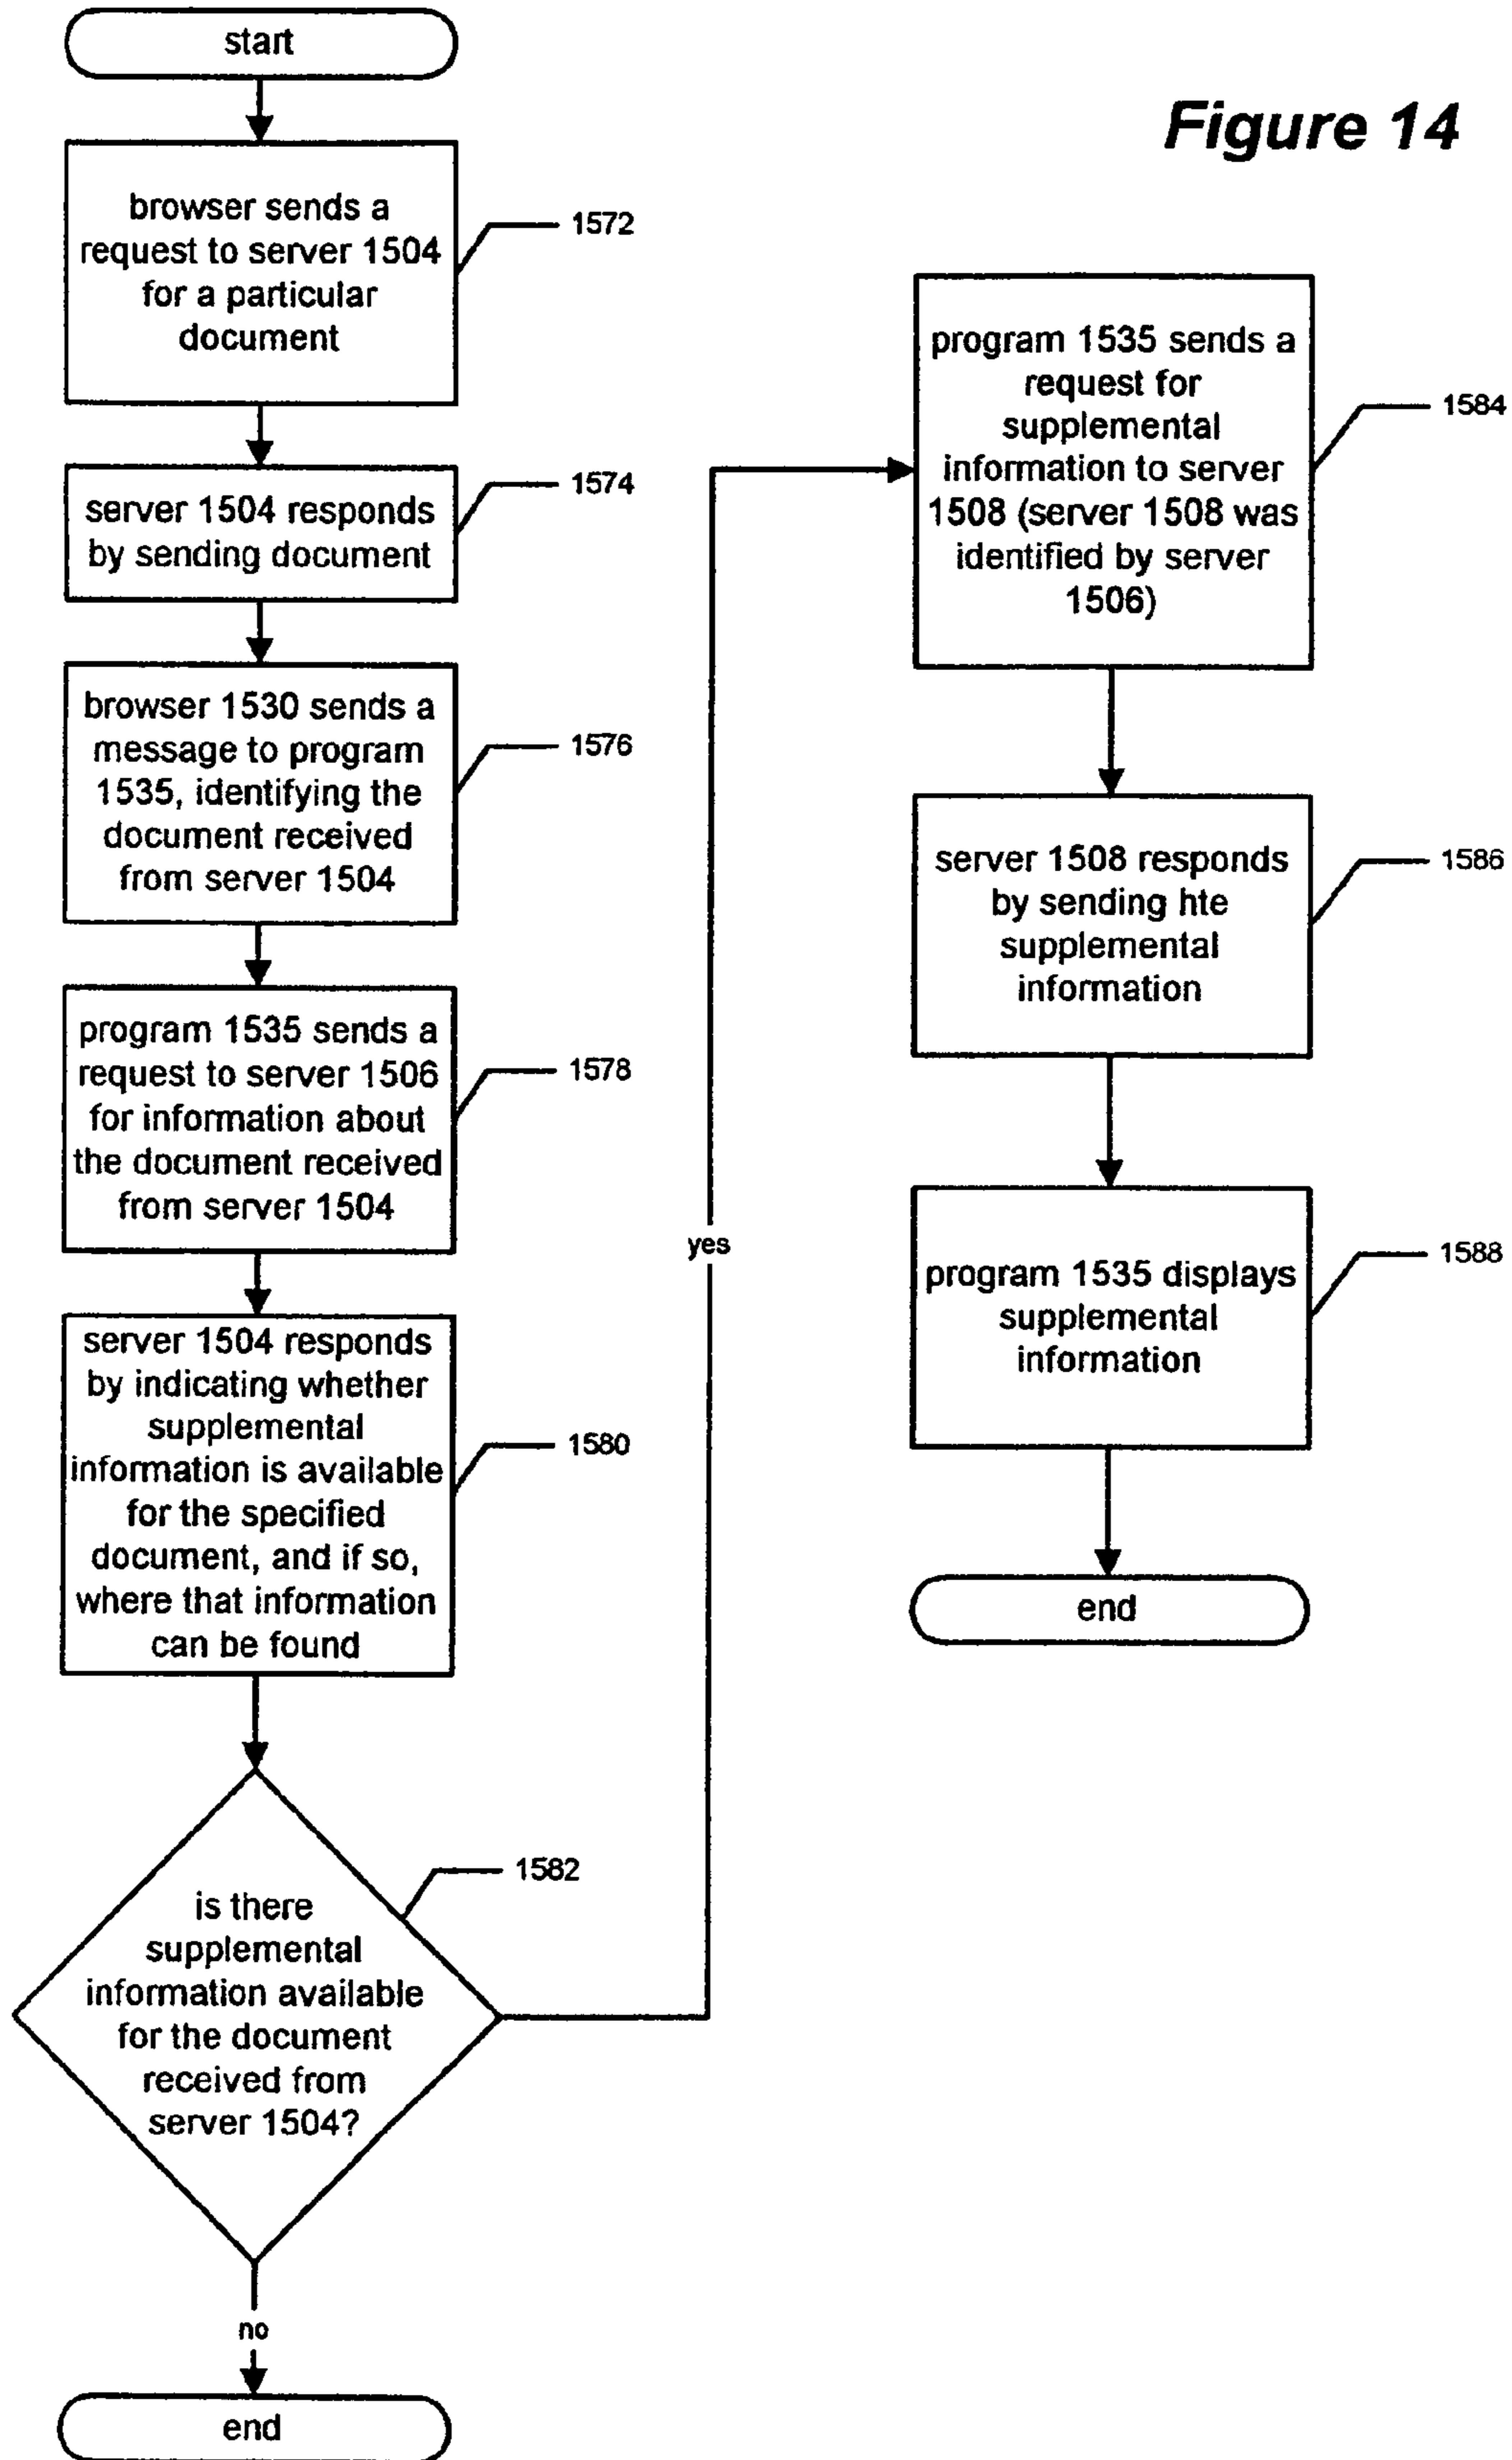 Figure 14
start
browser sends a
request to server 1504
for a particular
document
1572
server 1504 responds
by sending document
1574
browser 1530 sends a
message to program
1535, identifying the
document received
from server 1504
1576
program 1535 sends a
request to server 1506
for information about
the document received
from server 1504
1578
server 1504 responds
by indicating whether
supplemental
information is available
for the specified
document, and if so,
where that information
can be found
1580
is there
supplemental
information available
for the document
received from
server 1504?
1582
no
end
yes
program 1535 sends a
request for
supplemental
information to server
1508 (server 1508 was
identified by server
1506)
1584
server 1508 responds
by sending hte
supplemental
information
1586
program 1535 displays
supplemental
information
1588
end